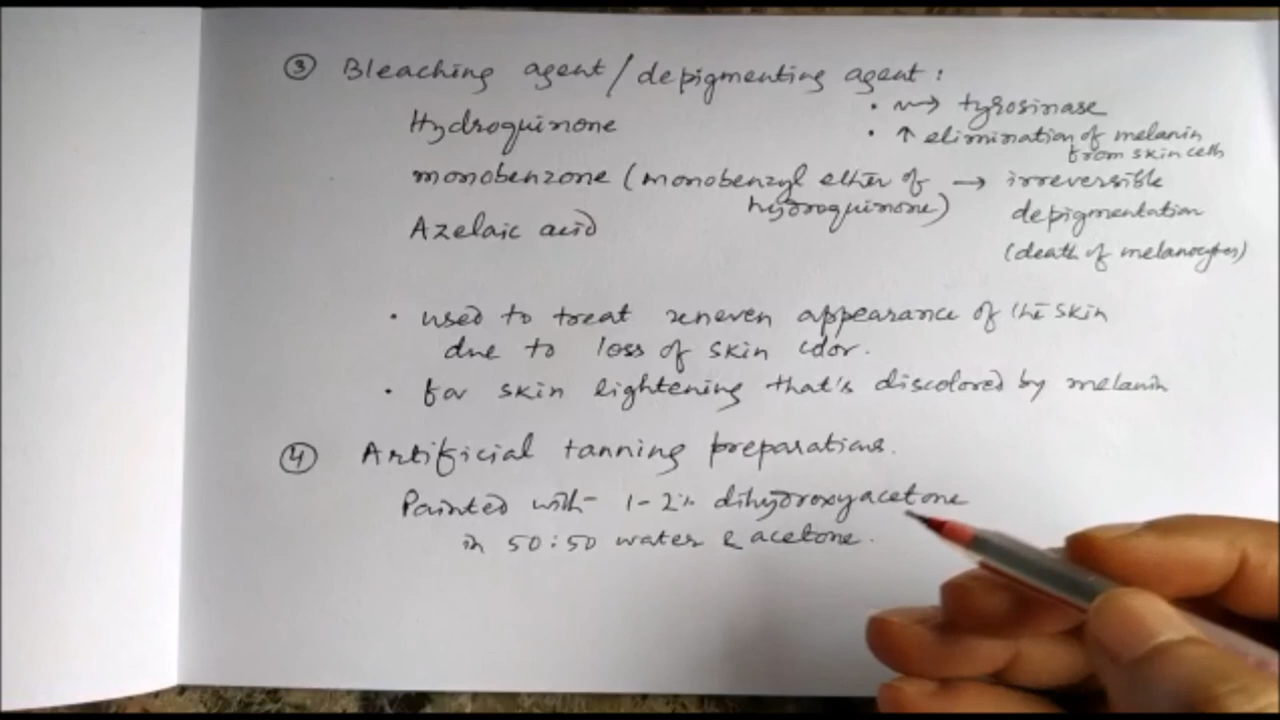 ③ Bleaching agent / depigmenting agent :
• ⟿ tyrosinase
Hydroquinone
• ↑ elimination of melanin
from skin cells
monobenzone (monobenzyl ether of
hydroquinone)
→ irreversible
depigmentation
(death of melanocytes)
Azelaic acid
• used to treat uneven appearance of the skin
due to loss of skin color.
• for skin lightening that's discolored by melanin
④ Artificial tanning preparations.
Painted with 1-2% dihydroxyacetone
in 50:50 water & acetone.